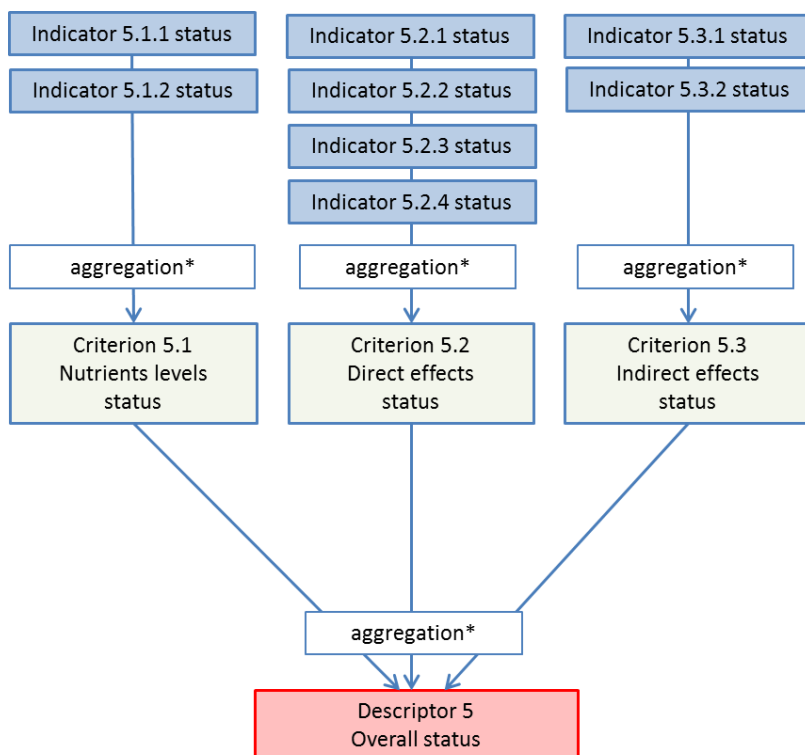 Indicator 5.1.1 status
Indicator 5.1.2 status
Indicator 5.2.1 status
Indicator 5.2.2 status
Indicator 5.2.3 status
Indicator 5.2.4 status
Indicator 5.3.1 status
Indicator 5.3.2 status
aggregation*
aggregation*
aggregation*
Criterion 5.1
Nutrients levels
status
Criterion 5.2
Direct effects
status
Criterion 5.3
Indirect effects
status
aggregation*
Descriptor 5
Overall status